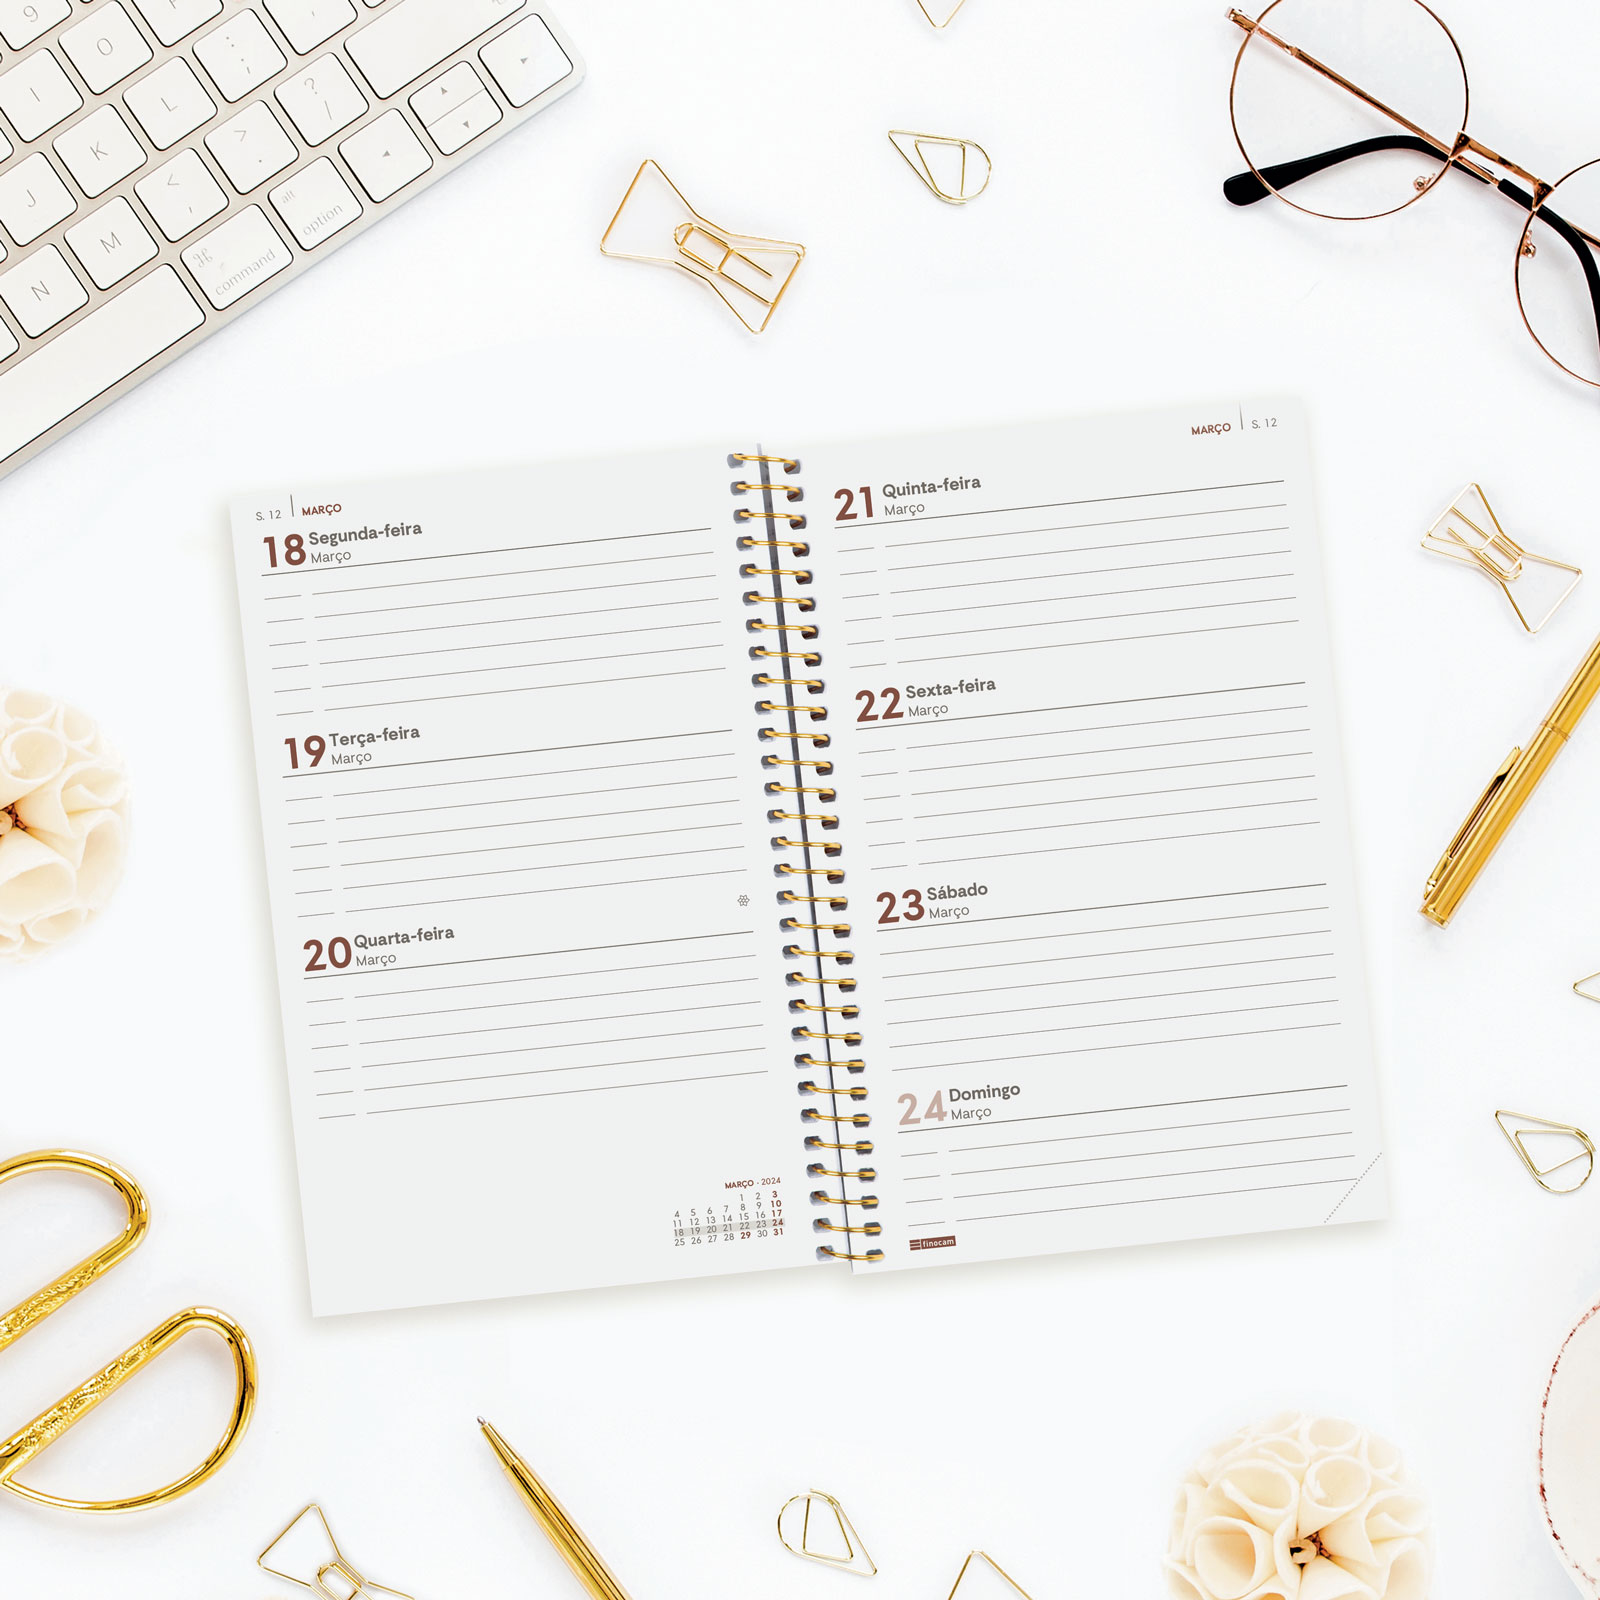 9
O
P
I
L
: ;
? /
K
> .
J
< ,
alt
option
M
⌘
command
N
S. 12 | MARÇO
18 Segunda-feira
Março
19 Terça-feira
Março
20 Quarta-feira
Março
MARÇO · 2024
1 2 3
4 5 6 7 8 9 10
11 12 13 14 15 16 17
18 19 20 21 22 23 24
25 26 27 28 29 30 31
MARÇO | S. 12
21 Quinta-feira
Março
22 Sexta-feira
Março
23 Sábado
Março
24 Domingo
Março
finocam